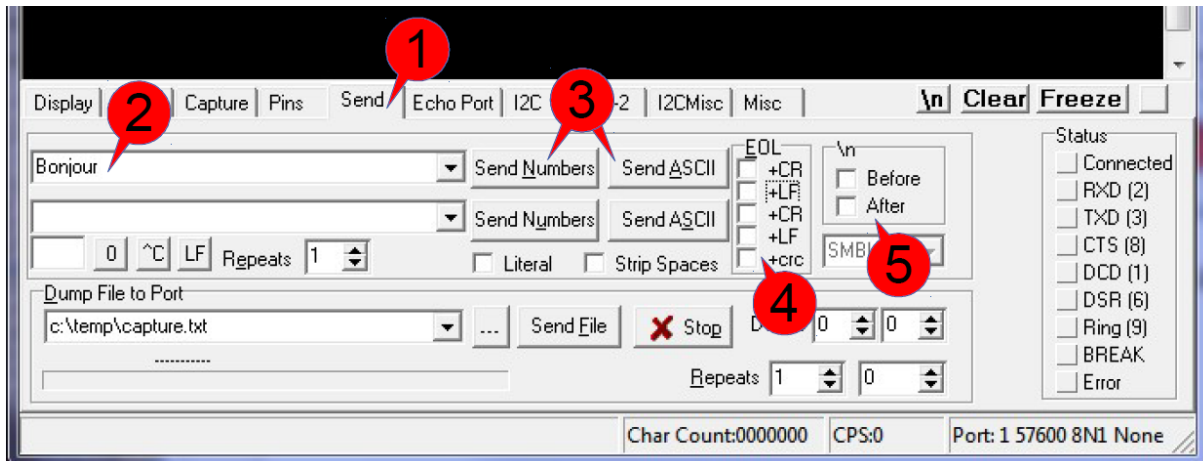 1
Display Capture Pins Send Echo Port I2C -2 I2CMisc Misc \n Clear Freeze
2 3
Bonjour Send Numbers Send ASCII
Send Numbers Send ASCII
0 ^C LF Repeats 1 Literal Strip Spaces
EOL
+CR
+LF
+CR
+LF
+crc
4
\n
Before
After
5
Dump File to Port
c:\temp\capture.txt ... Send File Stop 0 0
Repeats 1 0
Status
Connected
RXD (2)
TXD (3)
CTS (8)
DCD (1)
DSR (6)
Ring (9)
BREAK
Error
Char Count:0000000 CPS:0 Port: 1 57600 8N1 None